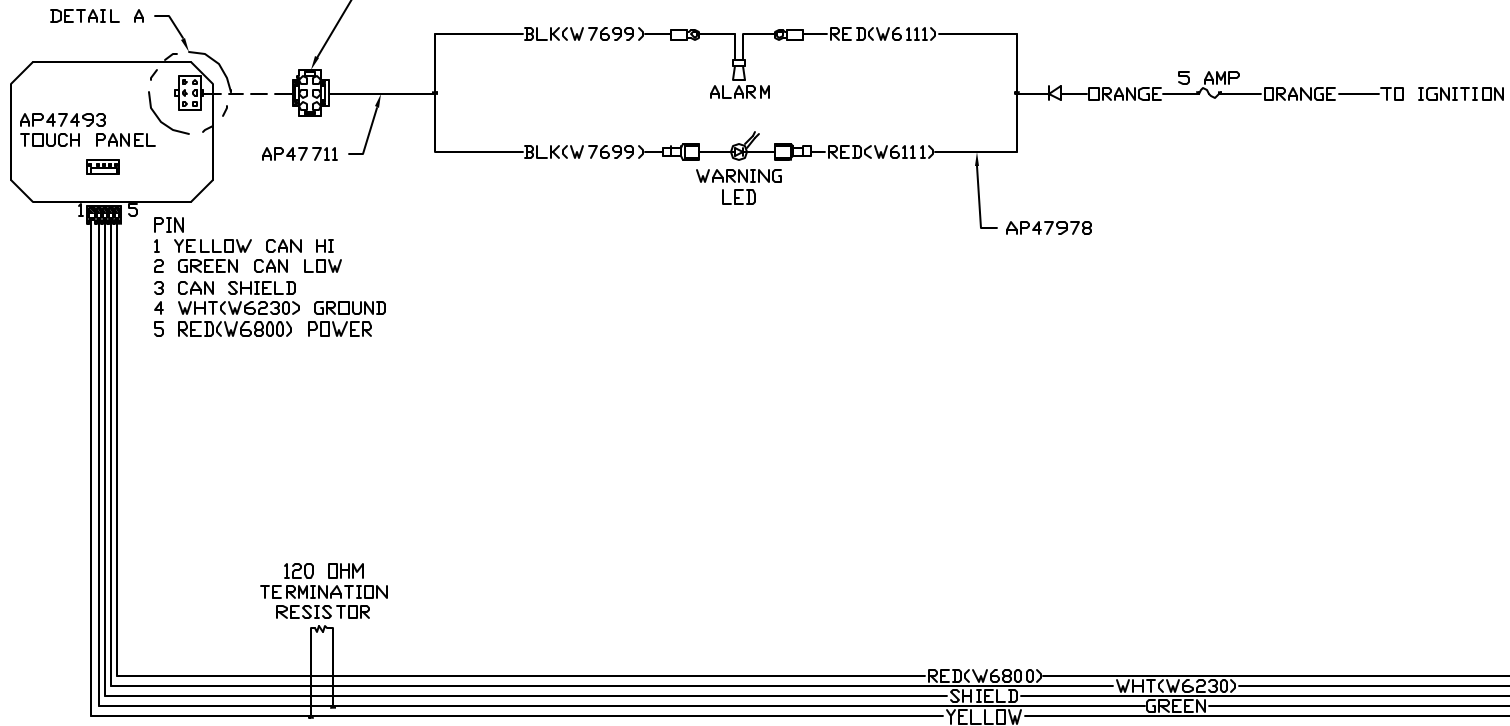 DETAIL A
BLK(W7699)
RED(W6111)
ALARM
5 AMP
ORANGE
ORANGE
TO IGNITION
AP47493
TOUCH PANEL
AP47711
BLK(W7699)
RED(W6111)
WARNING
LED
AP47978
1
5
PIN
1 YELLOW CAN HI
2 GREEN CAN LOW
3 CAN SHIELD
4 WHT(W6230) GROUND
5 RED(W6800) POWER
120 OHM
TERMINATION
RESISTOR
RED(W6800)
WHT(W6230)
SHIELD
GREEN
YELLOW